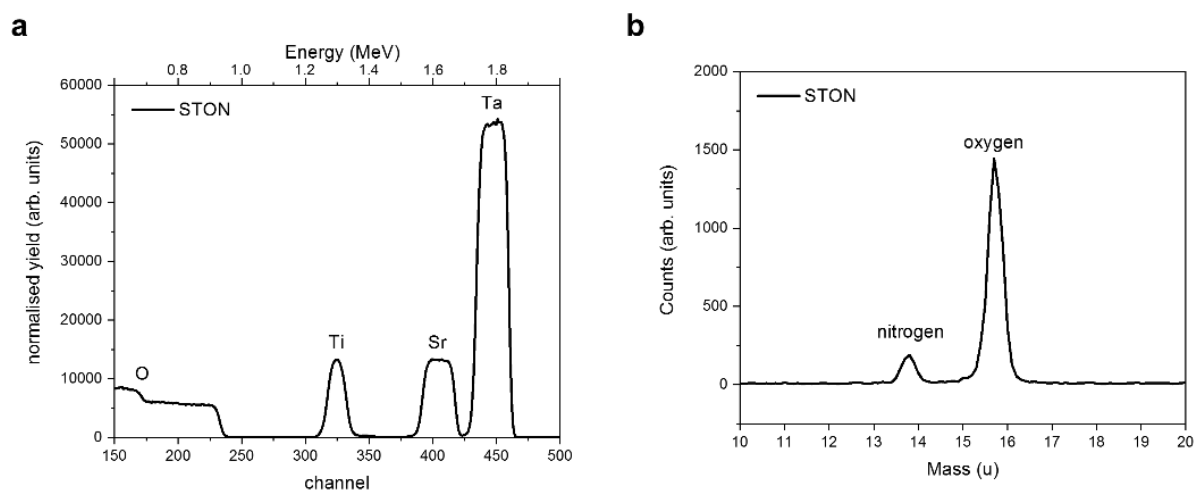 a
Energy (MeV)
0.8 1.0 1.2 1.4 1.6 1.8
60000
50000
40000
30000
20000
10000
0
normalised yield (arb. units)
STON
O
Ti
Sr
Ta
150 200 250 300 350 400 450 500
channel
b
2000
1500
1000
500
0
Counts (arb. units)
STON
oxygen
nitrogen
10 11 12 13 14 15 16 17 18 19 20
Mass (u)